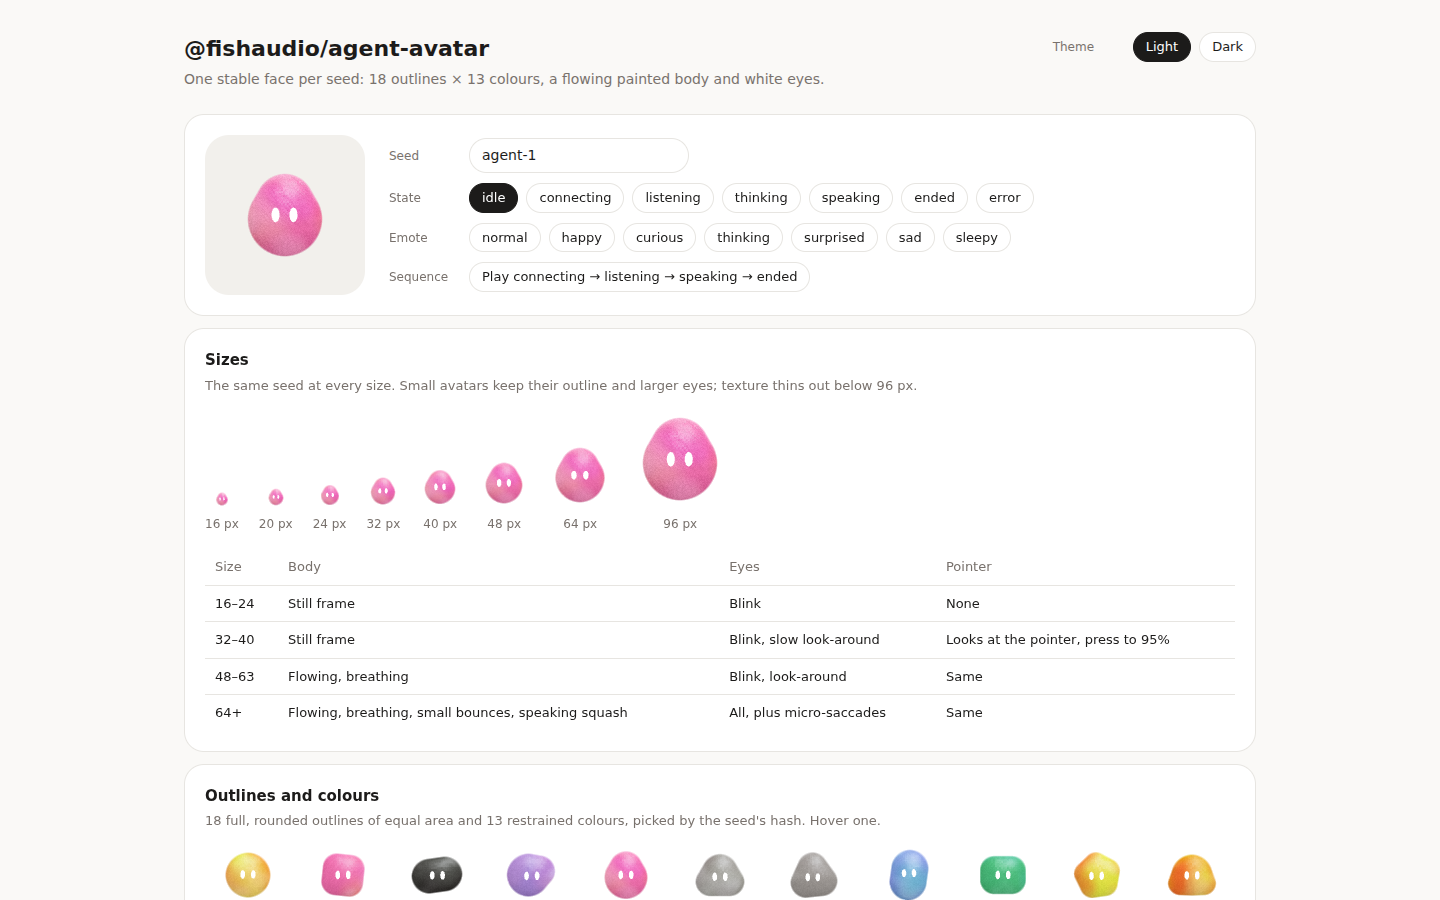 @fishaudio/agent-avatar
Theme Light Dark
One stable face per seed: 18 outlines × 13 colours, a flowing painted body and white eyes.
Seed agent-1
State idle connecting listening thinking speaking ended error
Emote normal happy curious thinking surprised sad sleepy
Sequence Play connecting → listening → speaking → ended
Sizes
The same seed at every size. Small avatars keep their outline and larger eyes; texture thins out below 96 px.
16 px 20 px 24 px 32 px 40 px 48 px 64 px 96 px
Size Body Eyes Pointer
16–24 Still frame Blink None
32–40 Still frame Blink, slow look-around Looks at the pointer, press to 95%
48–63 Flowing, breathing Blink, look-around Same
64+ Flowing, breathing, small bounces, speaking squash All, plus micro-saccades Same
Outlines and colours
18 full, rounded outlines of equal area and 13 restrained colours, picked by the seed's hash. Hover one.